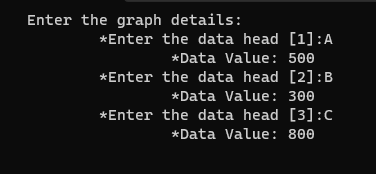 Enter the graph details:
*Enter the data head [1]:A
*Data Value: 500
*Enter the data head [2]:B
*Data Value: 300
*Enter the data head [3]:C
*Data Value: 800